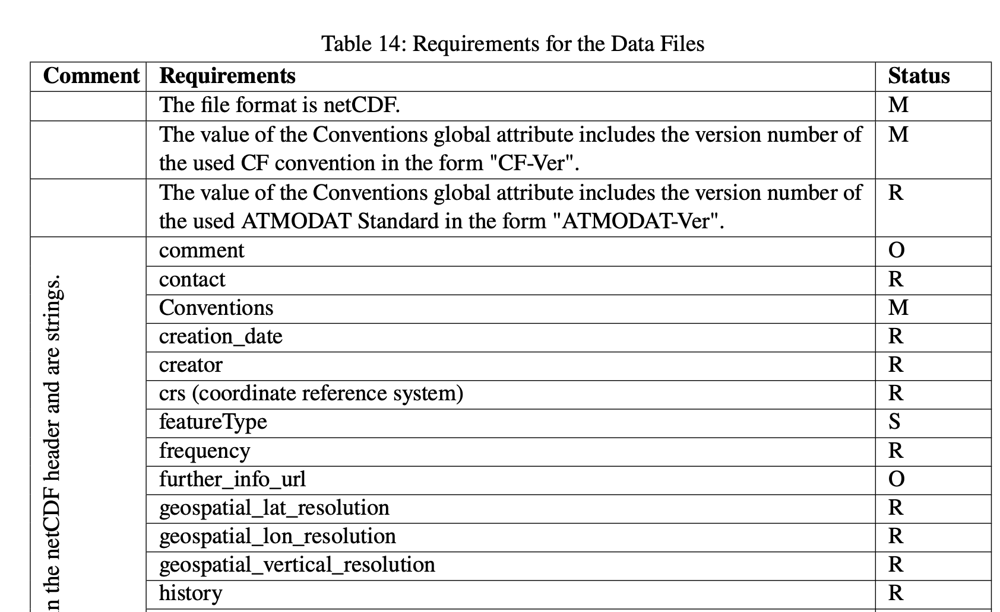 Table 14: Requirements for the Data Files
Comment Requirements Status
The file format is netCDF. M
The value of the Conventions global attribute includes the version number of M
the used CF convention in the form "CF-Ver".
The value of the Conventions global attribute includes the version number of R
the used ATMODAT Standard in the form "ATMODAT-Ver".
n the netCDF header and are strings.
comment O
contact R
Conventions M
creation_date R
creator R
crs (coordinate reference system) R
featureType S
frequency R
further_info_url O
geospatial_lat_resolution R
geospatial_lon_resolution R
geospatial_vertical_resolution R
history R